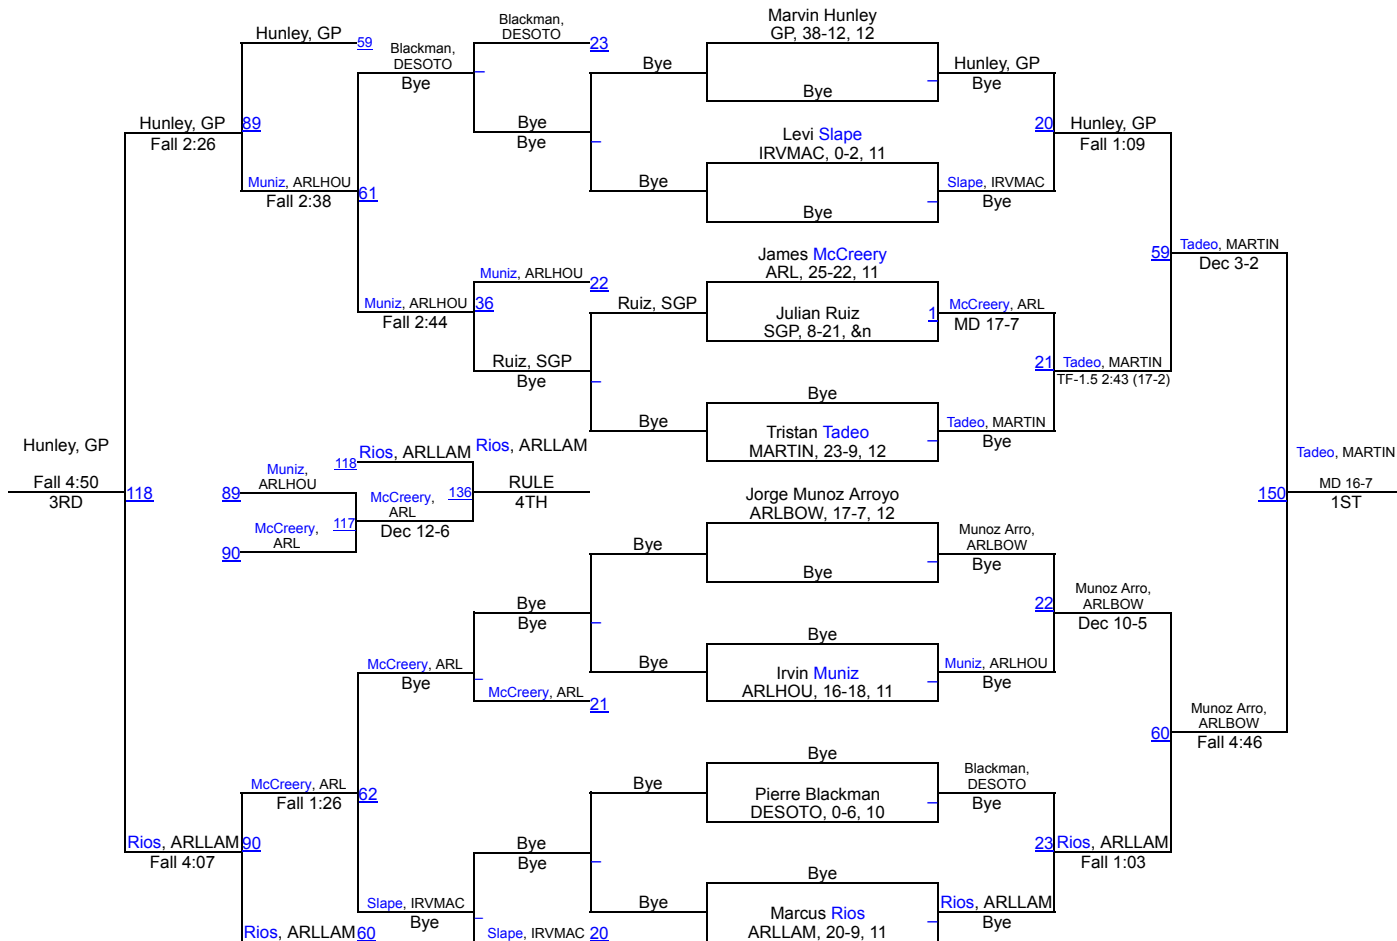 Hunley, GP
59
Hunley, GP
89
Fall 2:26
Muniz, ARLHOU
Fall 2:38
61
Blackman,
DESOTO
Bye
Blackman,
DESOTO
23
Bye
Bye
Muniz, ARLHOU
36
Fall 2:44
Muniz, ARLHOU
22
Ruiz, SGP
Bye
Bye
Bye
Ruiz, SGP
Bye
Marvin Hunley
GP, 38-12, 12
Bye
Levi Slape
IRVMAC, 0-2, 11
Bye
James McCreery
ARL, 25-22, 11
Julian Ruiz
SGP, 8-21, &n
1
Bye
Tristan Tadeo
MARTIN, 23-9, 12
Hunley, GP
Bye
20
Hunley, GP
Fall 1:09
Slape, IRVMAC
Bye
McCreery, ARL
MD 17-7
21
Tadeo, MARTIN
TF-1.5 2:43 (17-2)
Tadeo, MARTIN
Bye
59
Tadeo, MARTIN
Dec 3-2
Hunley, GP
Fall 4:50
3RD
118
Muniz,
ARLHOU
89
McCreery,
ARL
90
118
Rios, ARLLAM
117
McCreery,
ARL
Dec 12-6
136
Rios, ARLLAM
RULE
4TH
Tadeo, MARTIN
150
MD 16-7
1ST
Jorge Munoz Arroyo
ARLBOW, 17-7, 12
Bye
Bye
Irvin Muniz
ARLHOU, 16-18, 11
Bye
Pierre Blackman
DESOTO, 0-6, 10
Bye
Marcus Rios
ARLLAM, 20-9, 11
Bye
Bye
Bye
Bye
Bye
Bye
McCreery, ARL
Bye
McCreery, ARL
21
McCreery, ARL
Fall 1:26
62
Bye
Bye
Slape, IRVMAC
Bye
Slape, IRVMAC
20
Rios, ARLLAM
90
Fall 4:07
Rios, ARLLAM
60
Munoz Arro,
ARLBOW
Bye
22
Munoz Arro,
ARLBOW
Dec 10-5
Muniz, ARLHOU
Bye
Blackman,
DESOTO
Bye
23
Rios, ARLLAM
Fall 1:03
Rios, ARLLAM
Bye
60
Munoz Arro,
ARLBOW
Fall 4:46